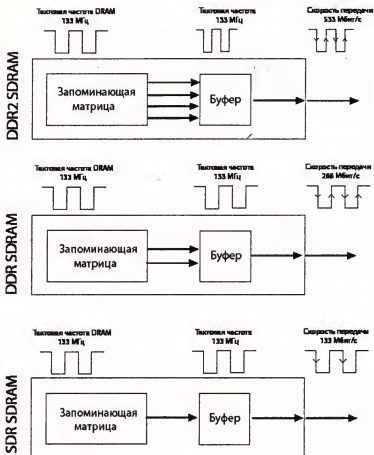 Тактовая частота DRAM
133 МГц
Тактовая частота
133 МГц
Скорость передачи
533 Мбит/с
DDR2 SDRAM
Запоминающая
матрица
Буфер
Тактовая частота DRAM
133 МГц
Тактовая частота
133 МГц
Скорость передачи
266 Мбит/с
DDR SDRAM
Запоминающая
матрица
Буфер
Тактовая частота DRAM
133 МГц
Тактовая частота
133 МГц
Скорость передачи
133 Мбит/с
SDR SDRAM
Запоминающая
матрица
Буфер